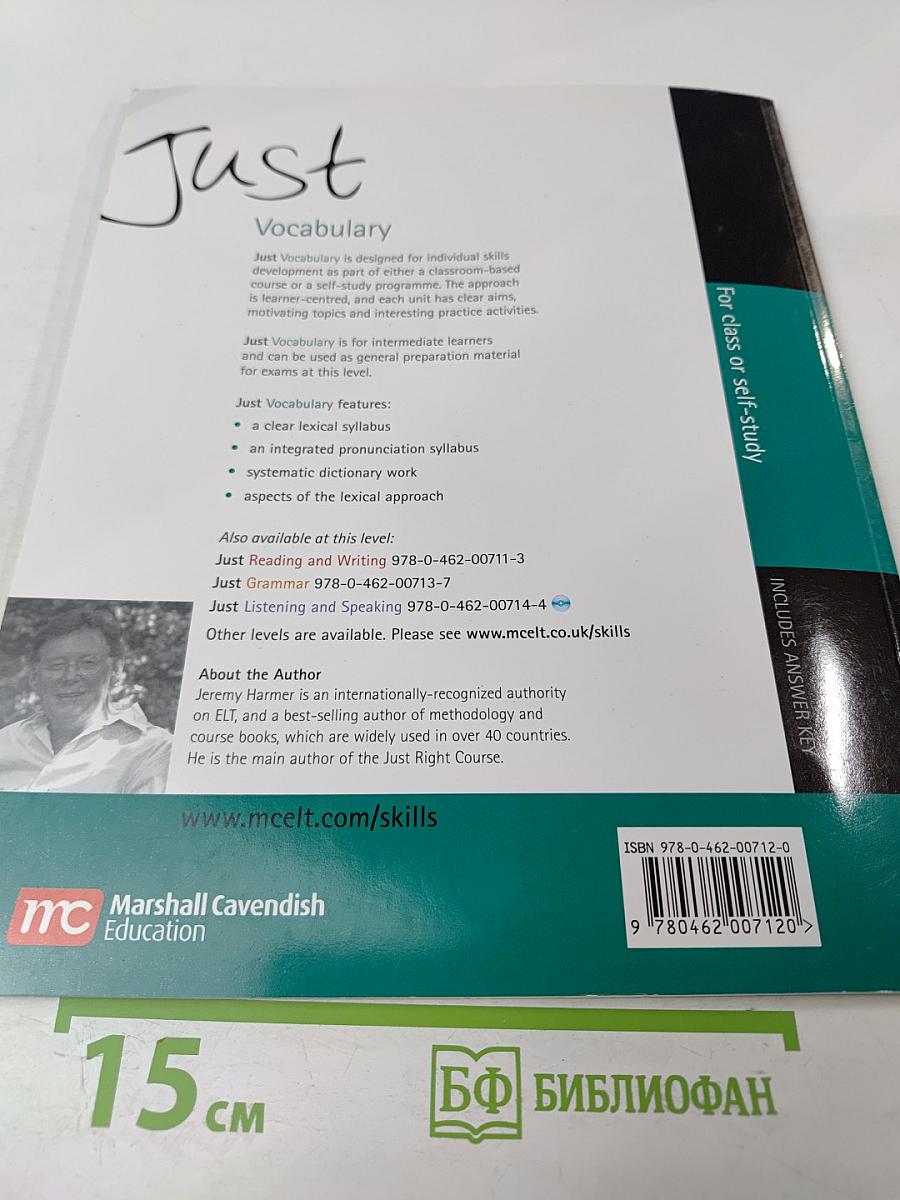 Just
Vocabulary
Just Vocabulary is designed for individual skills
development as part of either a classroom-based
course or a self-study programme. The approach
is learner-centred, and each unit has clear aims,
motivating topics and interesting practice activities.
Just Vocabulary is for intermediate learners
and can be used as general preparation material
for exams at this level.
Just Vocabulary features:
• a clear lexical syllabus
• an integrated pronunciation syllabus
• systematic dictionary work
• aspects of the lexical approach
Also available at this level:
Just Reading and Writing 978-0-462-00711-3
Just Grammar 978-0-462-00713-7
Just Listening and Speaking 978-0-462-00714-4
Other levels are available. Please see www.mcelt.co.uk/skills
About the Author
Jeremy Harmer is an internationally-recognized authority
on ELT, and a best-selling author of methodology and
course books, which are widely used in over 40 countries.
He is the main author of the Just Right Course.
For class or self-study
INCLUDES ANSWER KEY
www.mcelt.com/skills
mc Marshall Cavendish
Education
ISBN 978-0-462-00712-0
9 780462 007120 >
15 см
БФ БИБЛИОФАН